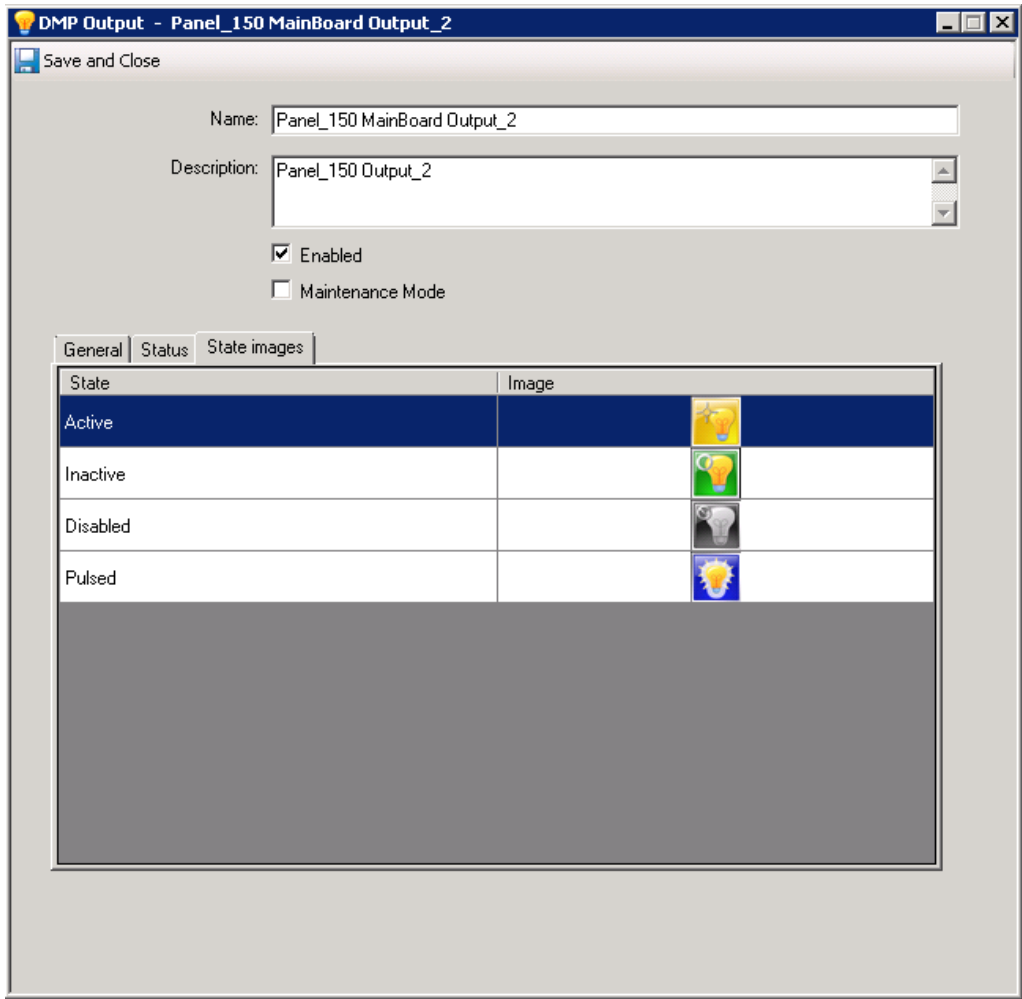 DMP Output - Panel_150 MainBoard Output_2
Save and Close
Name: Panel_150 MainBoard Output_2
Description: Panel_150 Output_2
Enabled
Maintenance Mode
General Status State images
State Image
Active
Inactive
Disabled
Pulsed